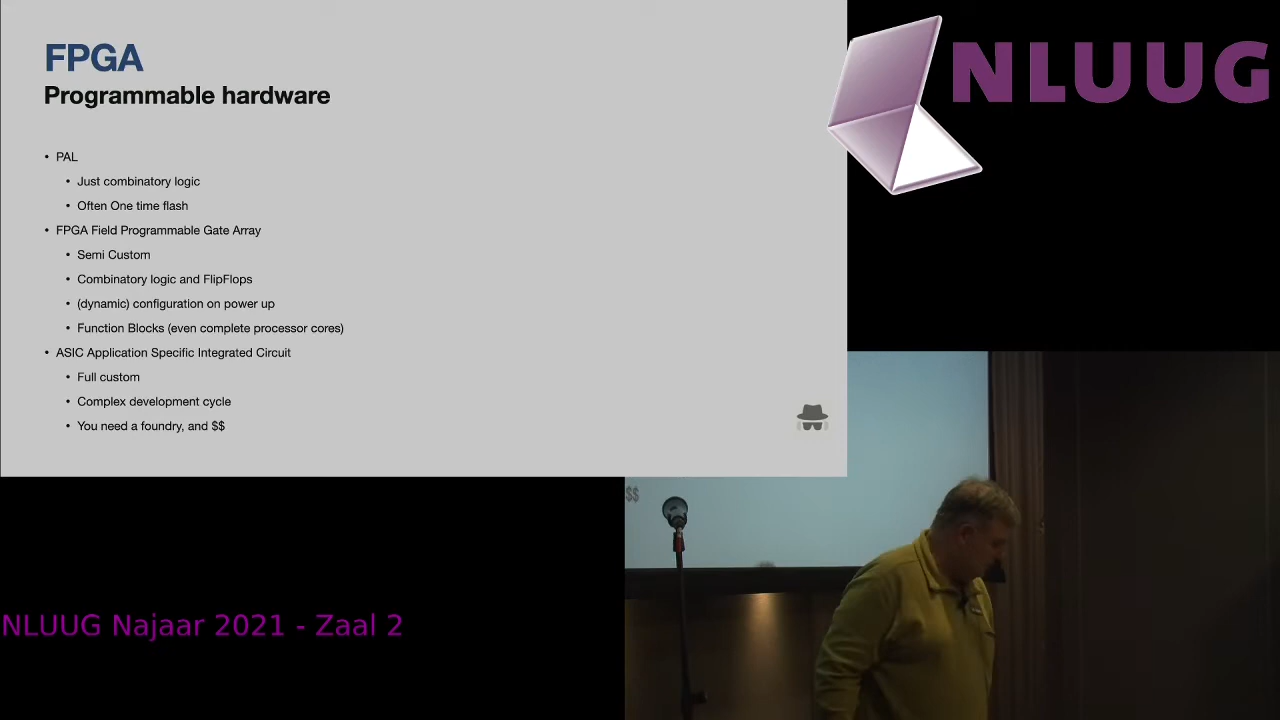 FPGA
Programmable hardware
• PAL
• Just combinatory logic
• Often One time flash
• FPGA Field Programmable Gate Array
• Semi Custom
• Combinatory logic and FlipFlops
• (dynamic) configuration on power up
• Function Blocks (even complete processor cores)
• ASIC Application Specific Integrated Circuit
• Full custom
• Complex development cycle
• You need a foundry, and $$
NLUUG
$$
NLUUG Najaar 2021 - Zaal 2